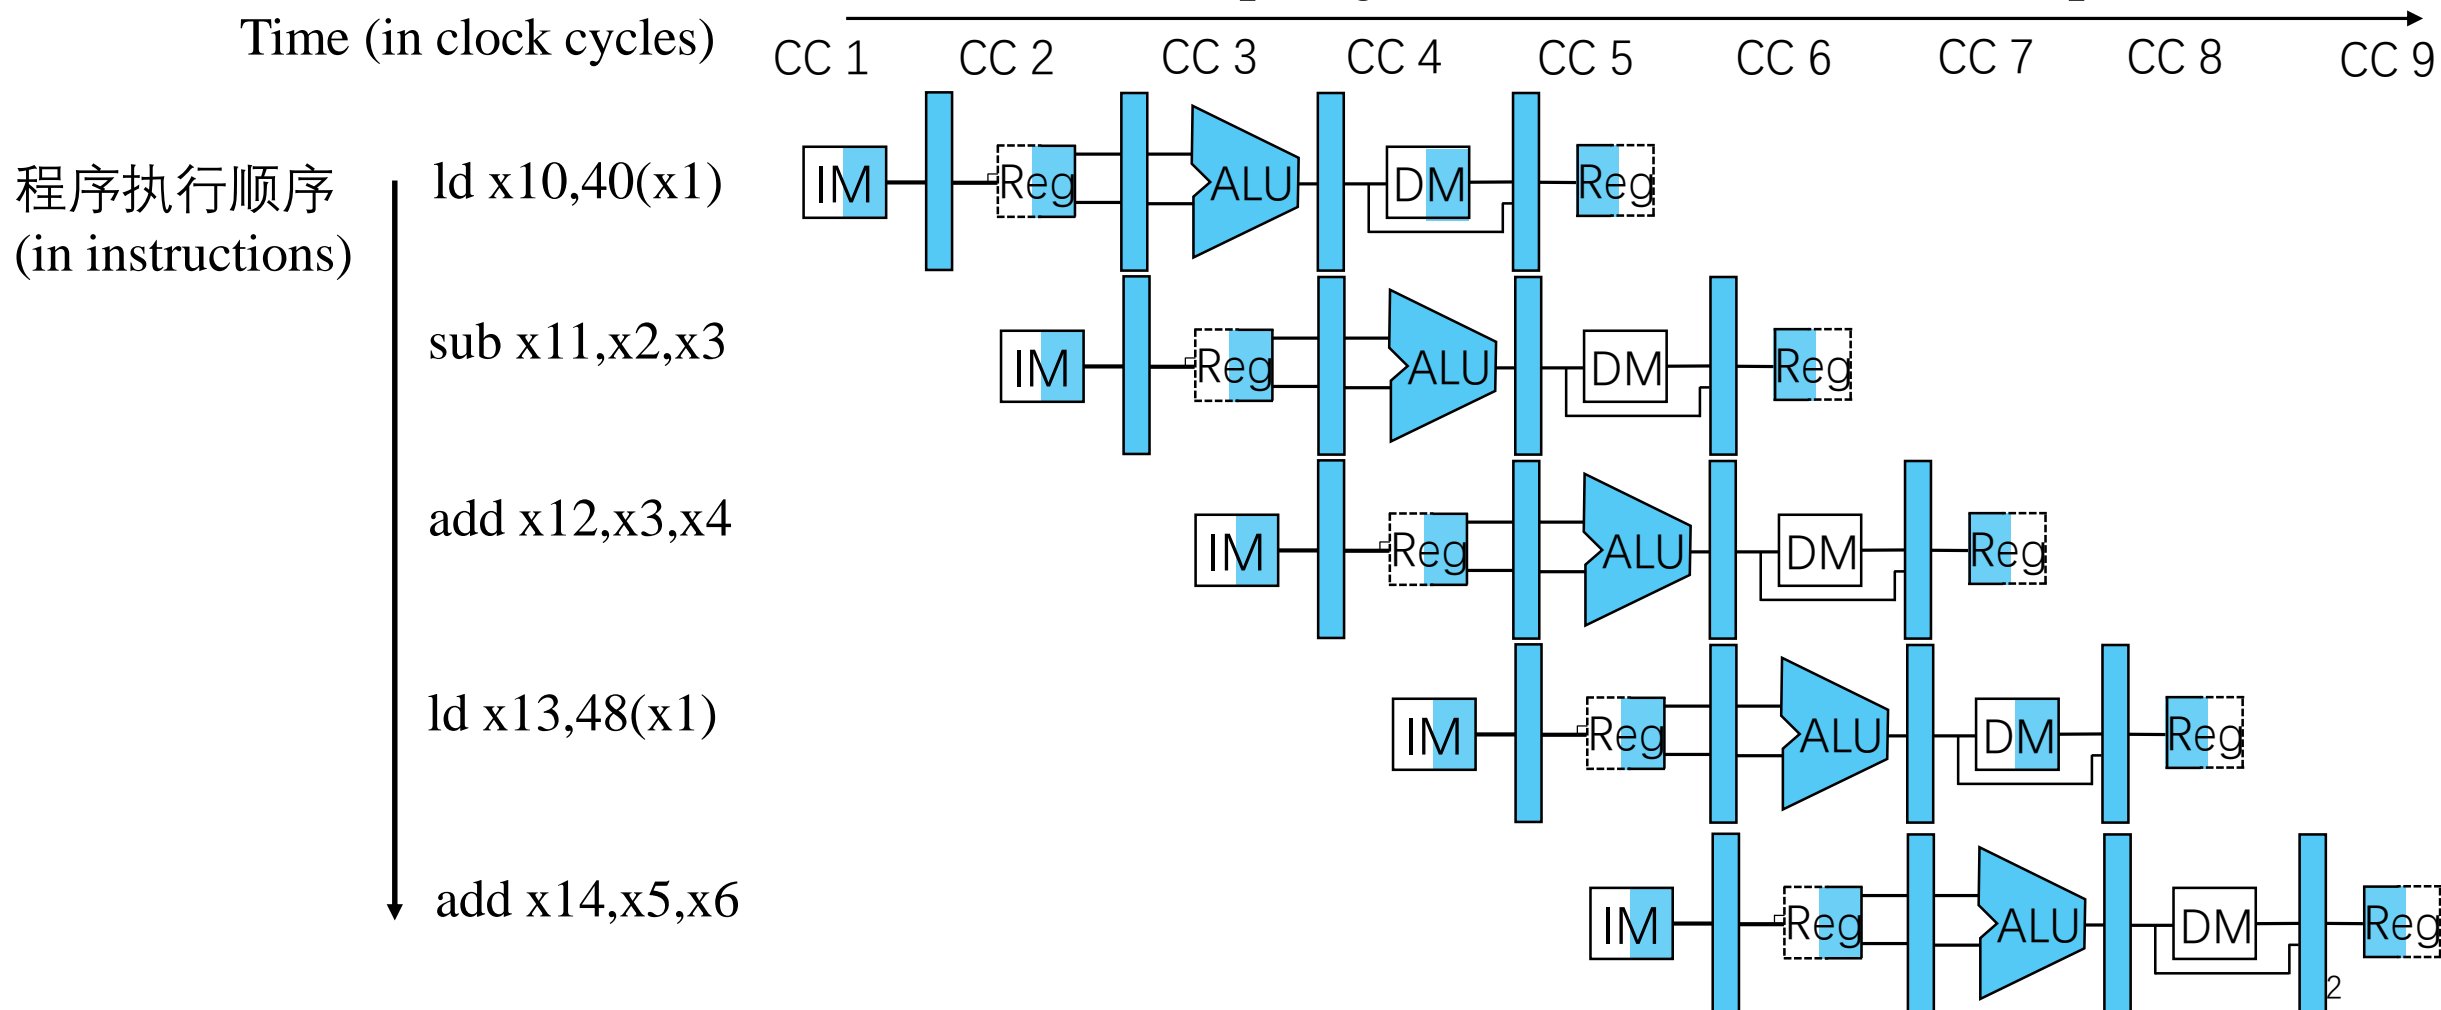 Time (in clock cycles)
CC 1 CC 2 CC 3 CC 4 CC 5 CC 6 CC 7 CC 8 CC 9
程序执行顺序
(in instructions)
ld x10,40(x1)
IM Reg ALU DM Reg
sub x11,x2,x3
IM Reg ALU DM Reg
add x12,x3,x4
IM Reg ALU DM Reg
ld x13,48(x1)
IM Reg ALU DM Reg
add x14,x5,x6
IM Reg ALU DM Reg
2